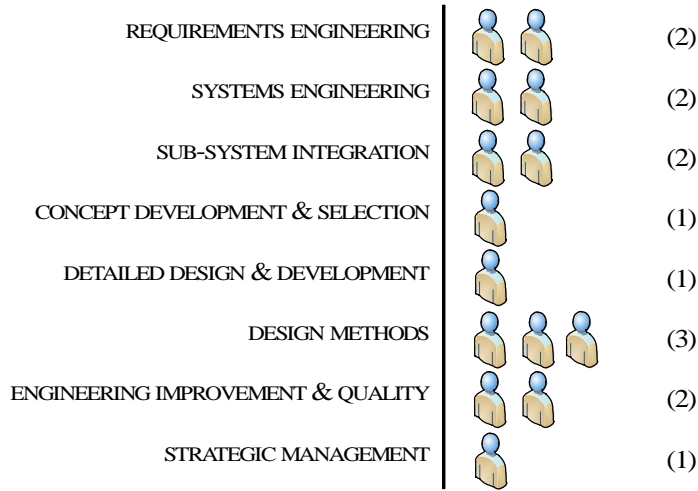 REQUIREMENTS ENGINEERING (2)
SYSTEMS ENGINEERING (2)
SUB-SYSTEM INTEGRATION (2)
CONCEPT DEVELOPMENT & SELECTION (1)
DETAILED DESIGN & DEVELOPMENT (1)
DESIGN METHODS (3)
ENGINEERING IMPROVEMENT & QUALITY (2)
STRATEGIC MANAGEMENT (1)